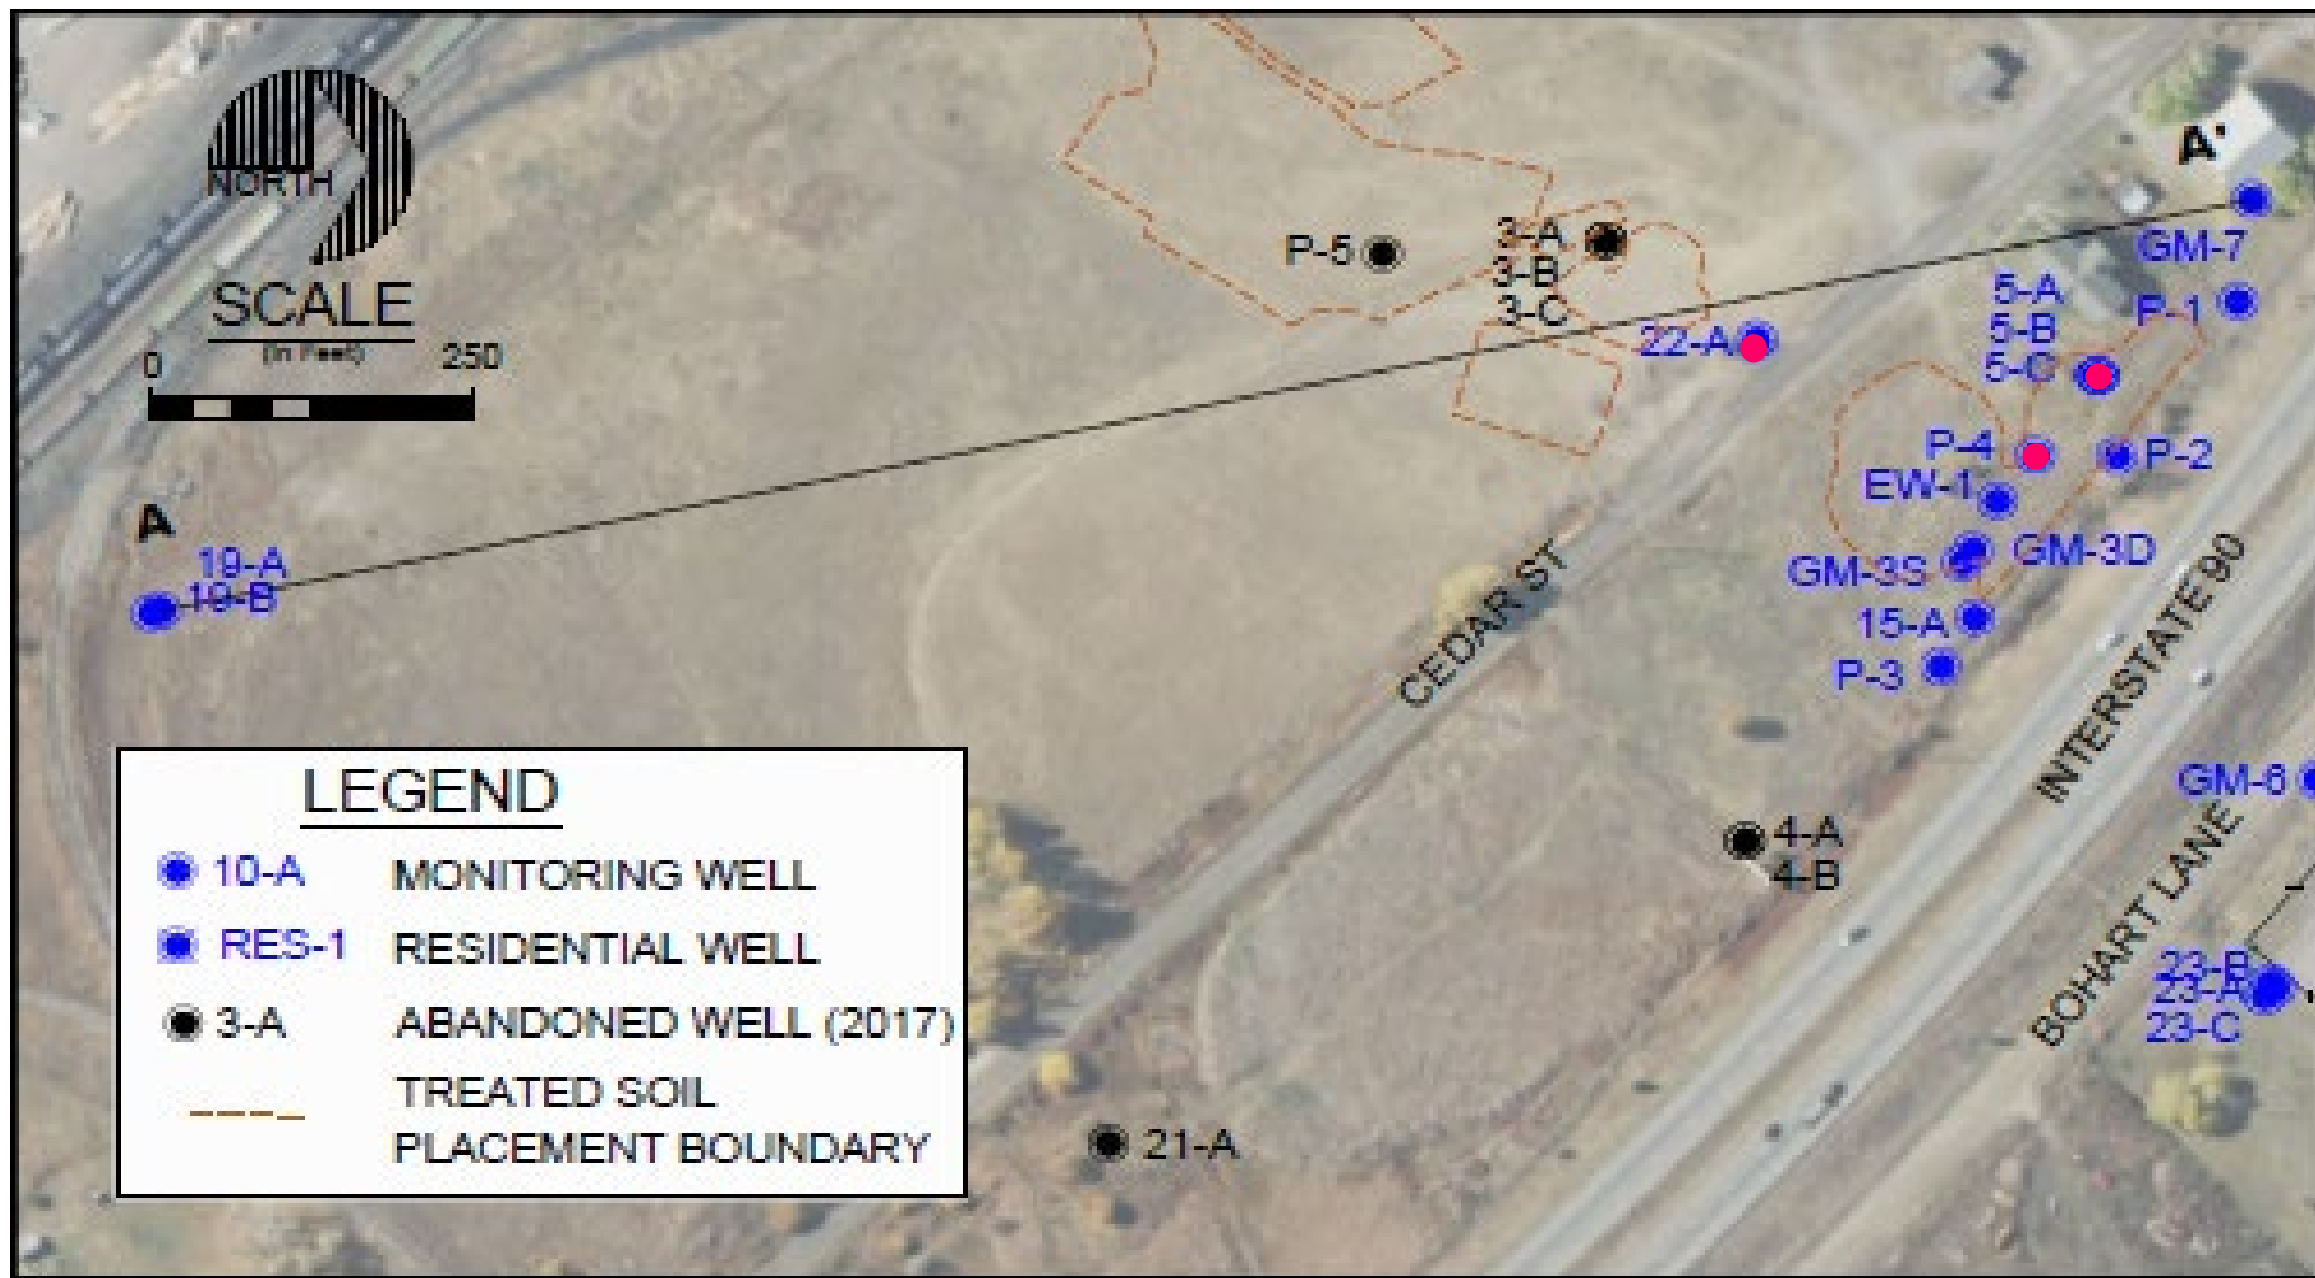 NORTH
SCALE
(In Feet)
0 250
A'
GM-7
P-1
P-5
3-A
3-B
3-C
22-A
5-A
5-B
5-C
P-4
P-2
EW-1
GM-3D
GM-3S
15-A
P-3
A
19-A
19-B
CEDAR ST
INTERSTATE 90
BOHART LANE
GM-6
4-A
4-B
23-B
23-A
23-C
21-A
LEGEND
10-A MONITORING WELL
RES-1 RESIDENTIAL WELL
3-A ABANDONED WELL (2017)
TREATED SOIL
PLACEMENT BOUNDARY